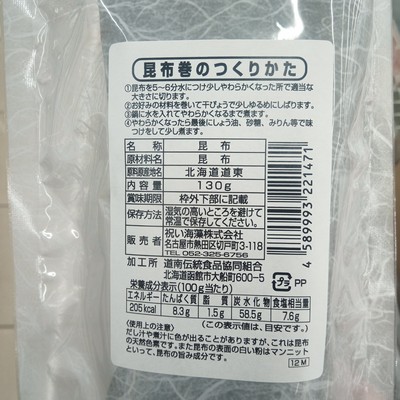 昆布巻のつくりかた
①昆布を5～6分水につけ少しやわらかくなった所で適当な
大きさに切ります。
②お好みの材料を巻いて干ぴょうで少しゆるめにしばります。
③鍋に水を入れてやわらかくなるまで煮ます。
④やわらかくなったら最後にしょう油、砂糖、みりん等で味
つけをして少し煮ます。
名称 昆布
原材料名 昆布
原料原産地名 北海道道東
内容量 130g
賞味期限 枠外下部に記載
保存方法 湿気の高いところを避けて
常温で保存してください。
販売者 祝い海藻株式会社
名古屋市熱田区切戸町3-118
TEL 052-325-6756
加工所 道南伝統食品協同組合
北海道函館市大船町600-5
4 589993 221471
プラ PP
栄養成分表示(100g当たり)
エネルギー たんぱく質 脂質 炭水化物 食塩相当量
205kcal 8.3g 1.5g 58.5g 7.6g
(この表示値は、目安です。)
《使用上の注意》
だし汁や煮汁に色が出ることがありますが、これは昆布
の天然色素です。また昆布の表面の白い粉はマンニット
といって、昆布の旨み成分です。
12M